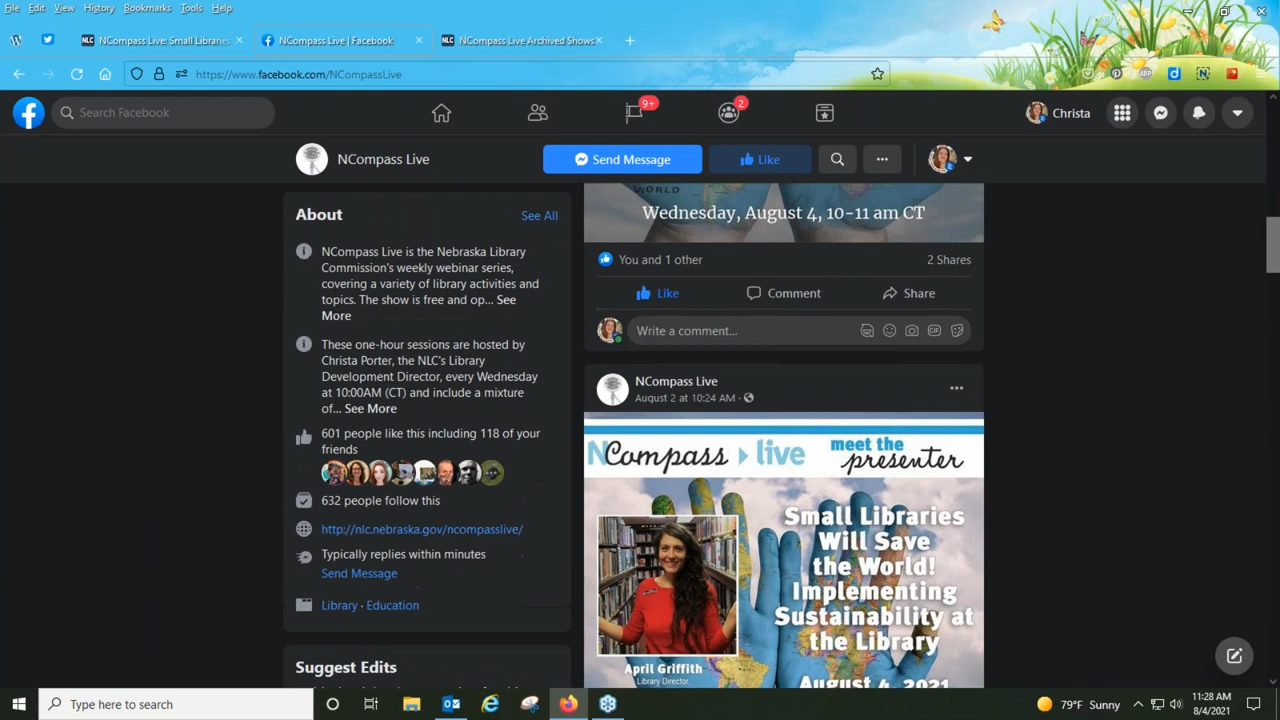 File Edit View History Bookmarks Tools Help
NLC NCompass Live: Small Libraries
NCompass Live | Facebook
NLC NCompass Live Archived Shows
https://www.facebook.com/NCompassLive
ABP
Search Facebook
9+
2
Christa
NCompass Live
Send Message
Like
About
See All
NCompass Live is the Nebraska Library
Commission's weekly webinar series,
covering a variety of library activities and
topics. The show is free and op... See
More
These one-hour sessions are hosted by
Christa Porter, the NLC's Library
Development Director, every Wednesday
at 10:00AM (CT) and include a mixture
of... See More
601 people like this including 118 of your
friends
632 people follow this
http://nlc.nebraska.gov/ncompasslive/
Typically replies within minutes
Send Message
Library · Education
Suggest Edits
WORLD
Wednesday, August 4, 10-11 am CT
You and 1 other
2 Shares
Like
Comment
Share
Write a comment...
GIF
NCompass Live
August 2 at 10:24 AM ·
NCompass live
meet the
presenter
Small Libraries
Will Save
the World!
Implementing
Sustainability at
the Library
April Griffith
Library Director
August 4, 2021
Type here to search
79°F Sunny
11:28 AM
8/4/2021